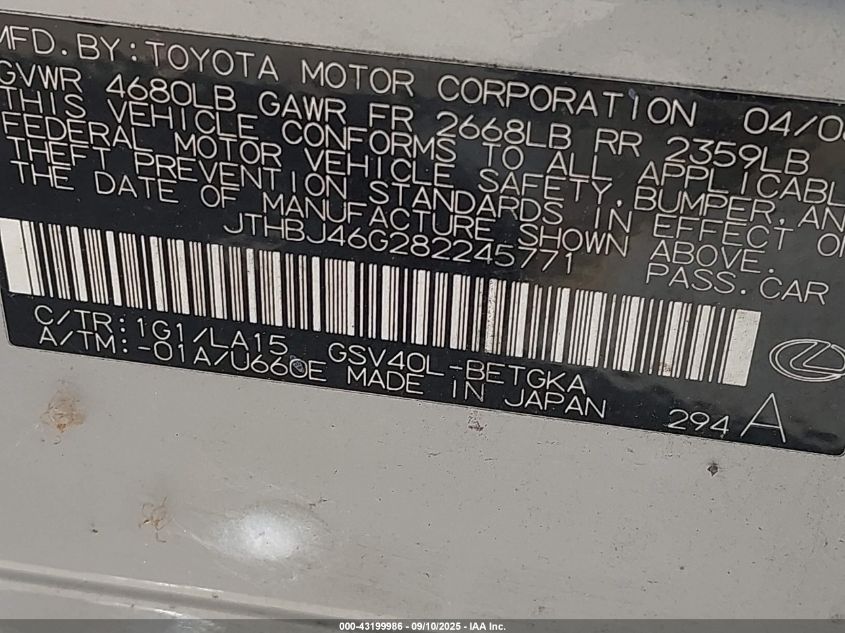 MFD. BY: TOYOTA MOTOR CORPORATION 04/08
GVWR 4680LB GAWR FR 2668LB RR 2359LB
THIS VEHICLE CONFORMS TO ALL APPLICABL
FEDERAL MOTOR VEHICLE SAFETY, BUMPER, AN
THEFT PREVENTION STANDARDS IN EFFECT ON
THE DATE OF MANUFACTURE SHOWN ABOVE.
JTHBJ46G282245771 PASS. CAR
C/TR: 1G1/LA15 GSV40L-BETGKA
A/TM: -01A/U660E MADE IN JAPAN 294 A
000-43199986 - 09/10/2025 - IAA Inc.